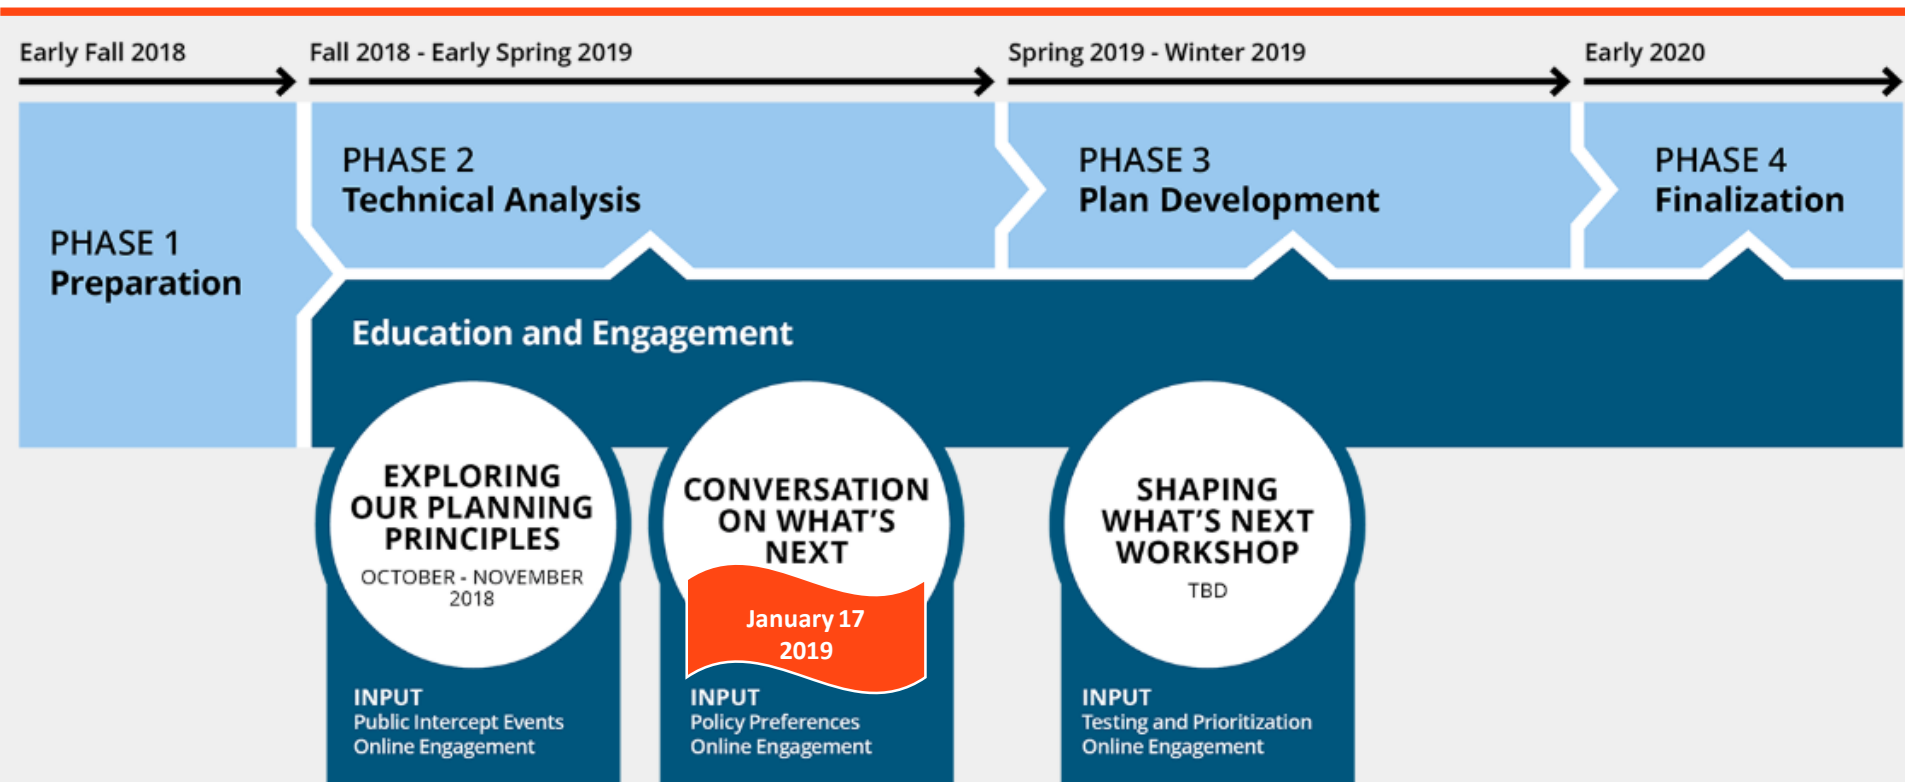 Early Fall 2018
Fall 2018 - Early Spring 2019
Spring 2019 - Winter 2019
Early 2020
PHASE 1
Preparation
PHASE 2
Technical Analysis
PHASE 3
Plan Development
PHASE 4
Finalization
Education and Engagement
EXPLORING
OUR PLANNING
PRINCIPLES
OCTOBER - NOVEMBER
2018
INPUT
Public Intercept Events
Online Engagement
CONVERSATION
ON WHAT'S
NEXT
January 17
2019
INPUT
Policy Preferences
Online Engagement
SHAPING
WHAT'S NEXT
WORKSHOP
TBD
INPUT
Testing and Prioritization
Online Engagement